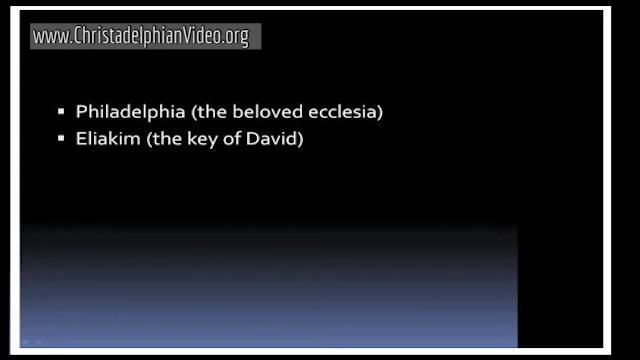 www.ChristadelphianVideo.org
▪ Philadelphia (the beloved ecclesia)
▪ Eliakim (the key of David)